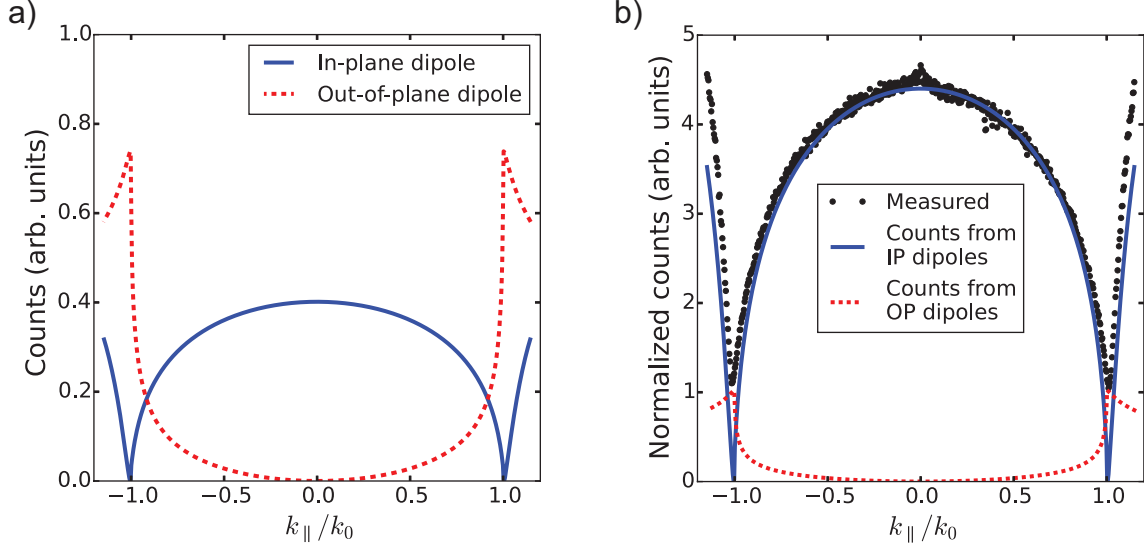 a)
Counts (arb. units)
1.0
0.8
0.6
0.4
0.2
0.0
In-plane dipole
Out-of-plane dipole
−1.0 −0.5 0.0 0.5 1.0
k∥/k0
b)
Normalized counts (arb. units)
5
4
3
2
1
0
Measured
Counts from
IP dipoles
Counts from
OP dipoles
−1.0 −0.5 0.0 0.5 1.0
k∥/k0